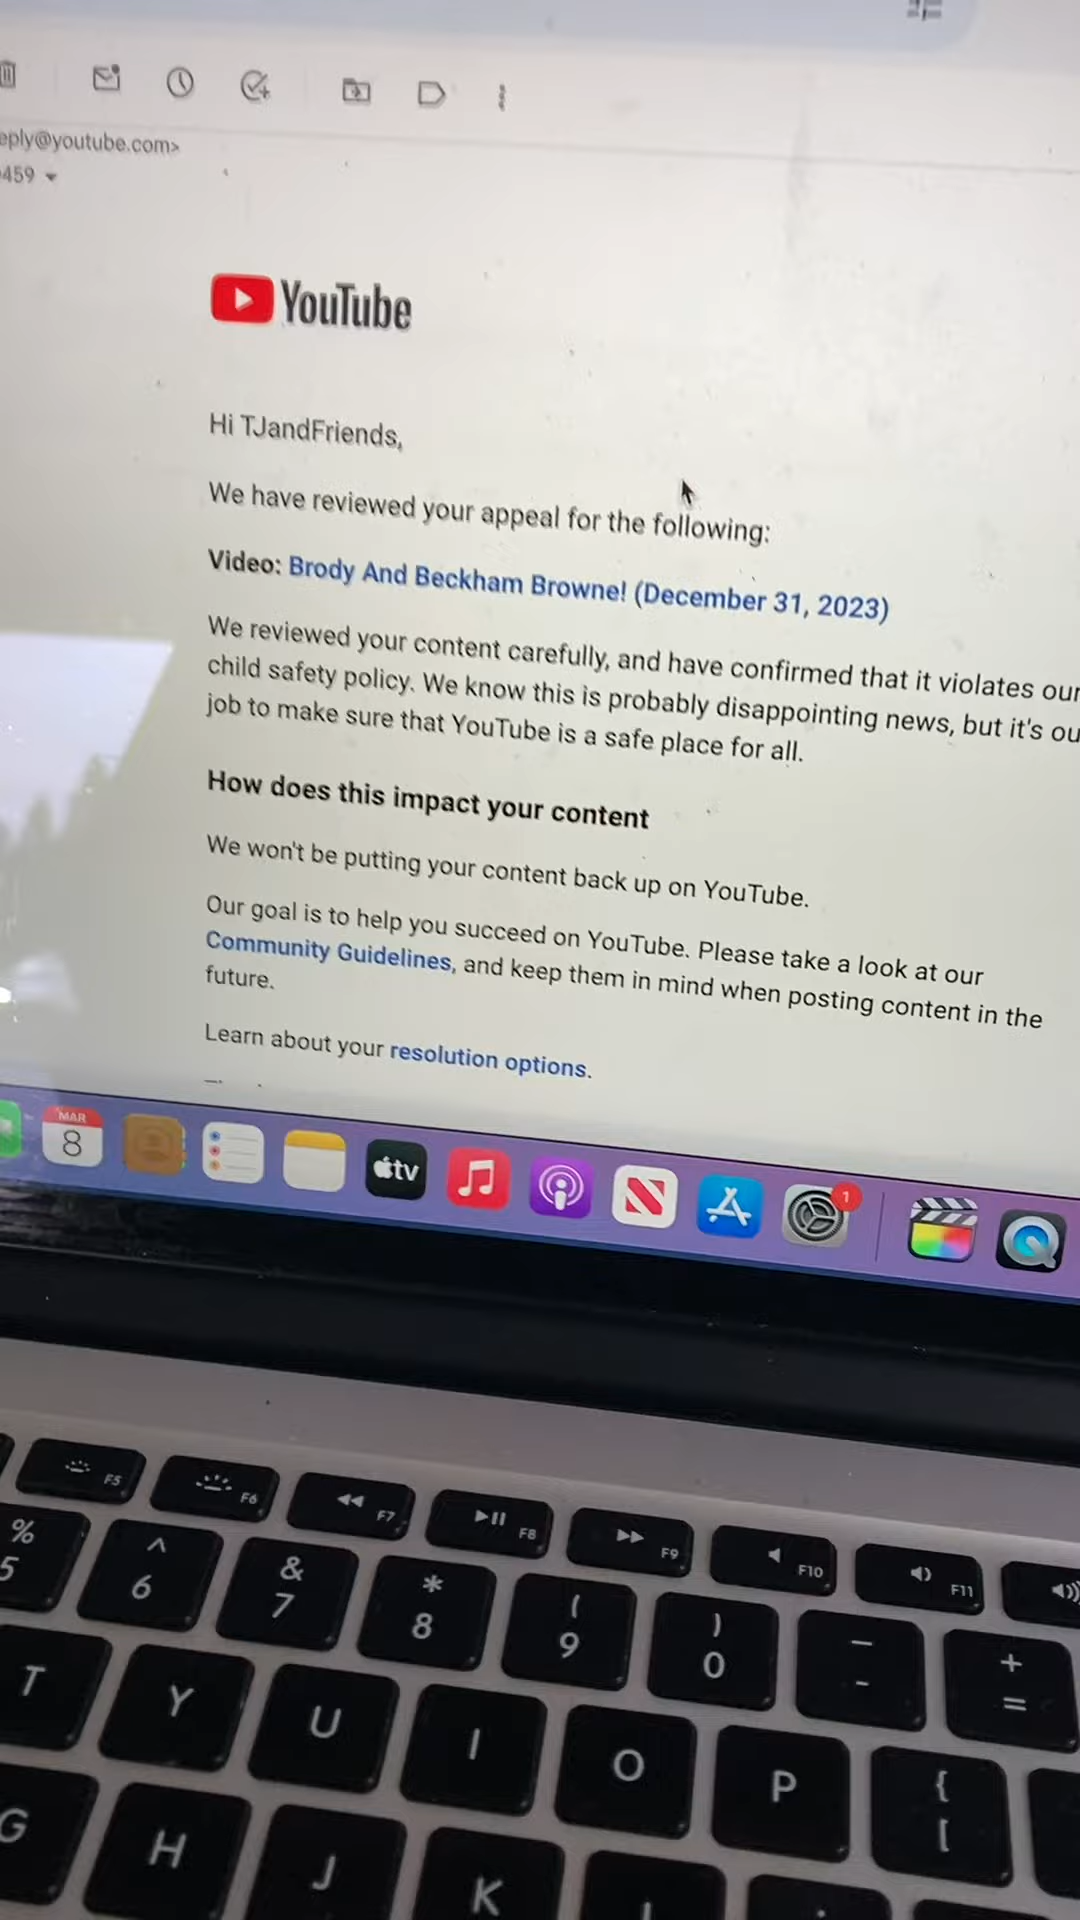 eply@youtube.com>
459
YouTube
Hi TJandFriends,
We have reviewed your appeal for the following:
Video: Brody And Beckham Browne! (December 31, 2023)
We reviewed your content carefully, and have confirmed that it violates our
child safety policy. We know this is probably disappointing news, but it's ou
job to make sure that YouTube is a safe place for all.
How does this impact your content
We won't be putting your content back up on YouTube.
Our goal is to help you succeed on YouTube. Please take a look at our
Community Guidelines, and keep them in mind when posting content in the
future.
Learn about your resolution options.
MAR
8
tv
1
F5 F6 F7 F8 F9 F10 F11
% ^ & * ( ) — +
5 6 7 8 9 0 - =
T Y U I O P { [
G H J K